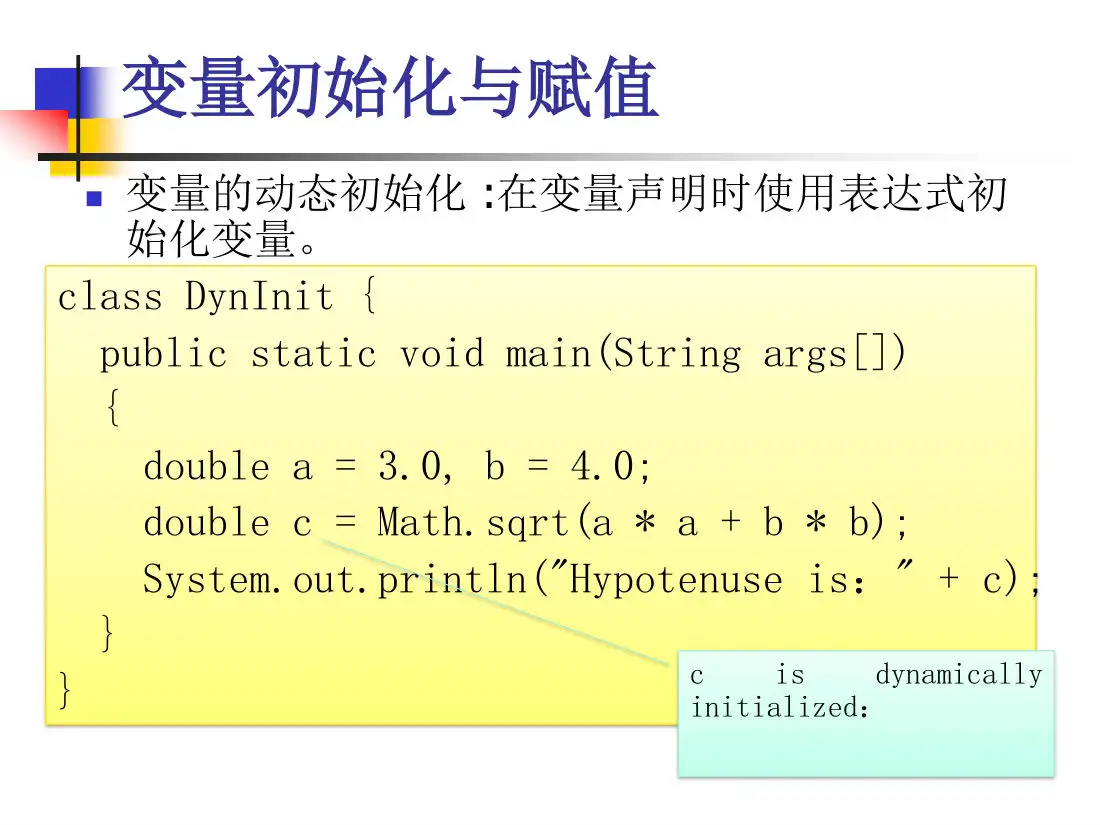 变量初始化与赋值
变量的动态初始化 :在变量声明时使用表达式初
始化变量。
class DynInit {
public static void main(String args[])
{
double a = 3.0, b = 4.0;
double c = Math.sqrt(a * a + b * b);
System.out.println("Hypotenuse is：" + c);
}
}
c is dynamically
initialized：